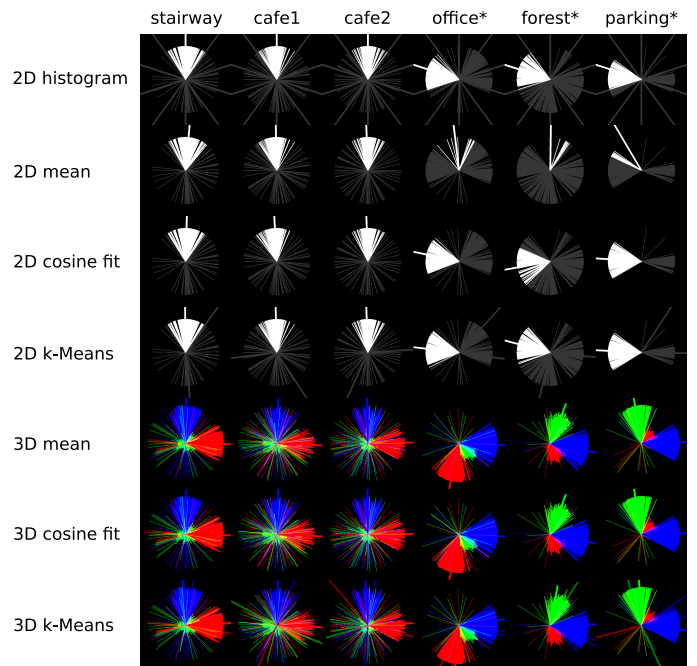 stairway cafe1 cafe2 office* forest* parking*
2D histogram
2D mean
2D cosine fit
2D k-Means
3D mean
3D cosine fit
3D k-Means